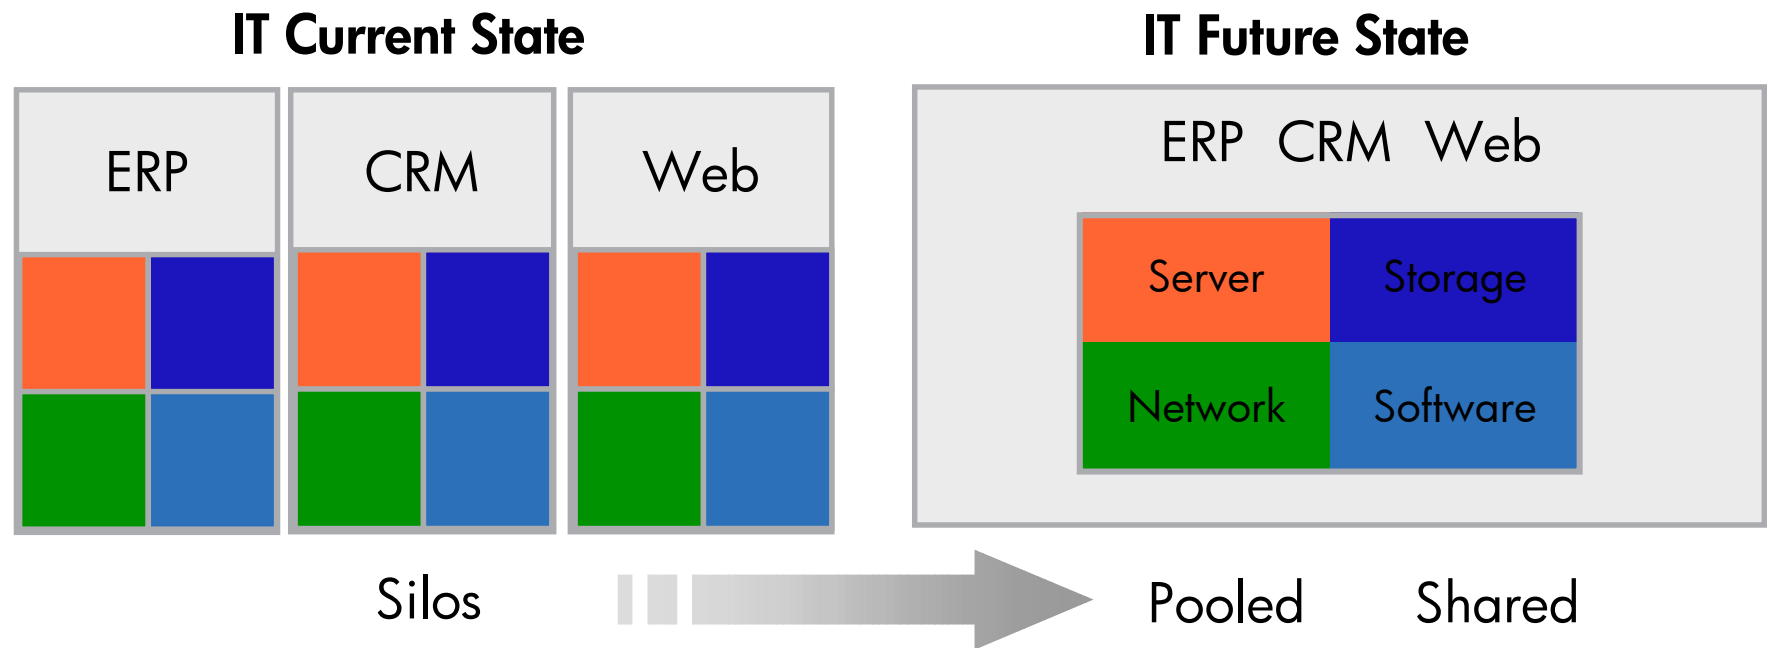 IT Current State
IT Future State
ERP
CRM
Web
ERP CRM Web
Server
Storage
Network
Software
Silos
Pooled
Shared